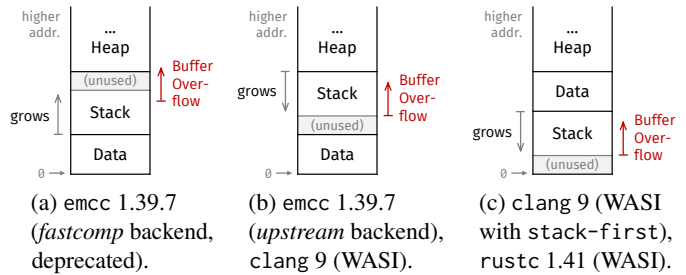 higher
addr.
...
Heap
(unused)
Stack
Data
grows
0
Buffer
Over-
flow
(a) emcc 1.39.7
(fastcomp backend,
deprecated).
higher
addr.
...
Heap
Stack
(unused)
Data
grows
0
Buffer
Over-
flow
(b) emcc 1.39.7
(upstream backend),
clang 9 (WASI).
higher
addr.
...
Heap
Data
Stack
(unused)
grows
0
Buffer
Over-
flow
(c) clang 9 (WASI
with stack-first),
rustc 1.41 (WASI).